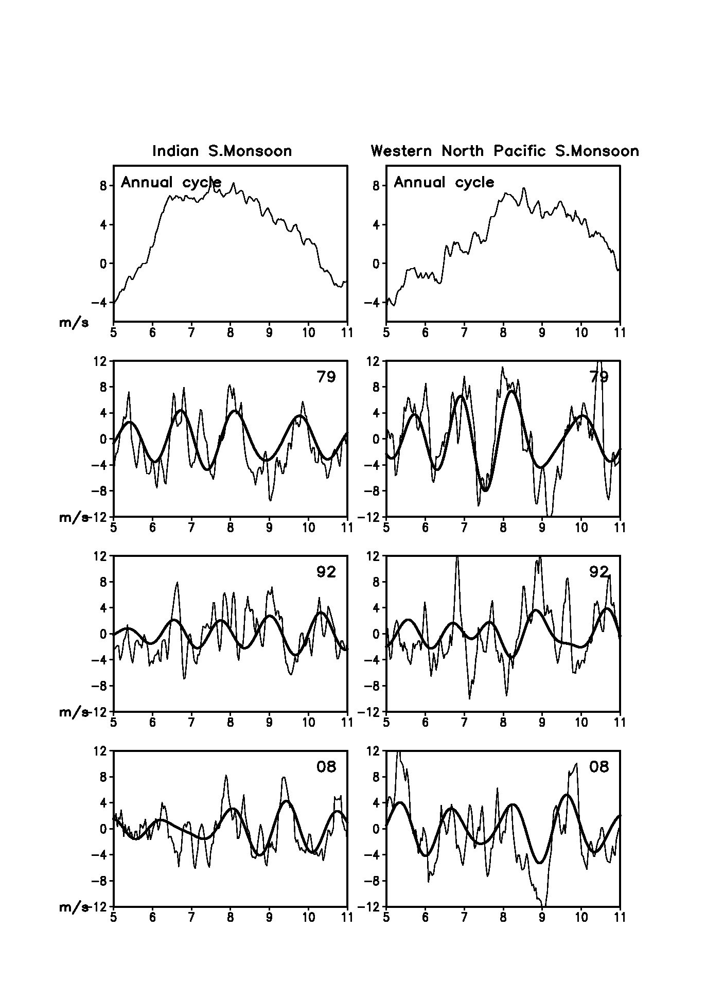 Indian S.Monsoon Western North Pacific S.Monsoon
Annual cycle Annual cycle
8 8
4 4
0 0
−4 −4
m/s
5 6 7 8 9 10 11 5 6 7 8 9 10 11
12 12
79 79
8 8
4 4
0 0
−4 −4
−8 −8
m/s −12 −12
5 6 7 8 9 10 11 5 6 7 8 9 10 11
12 12
92 92
8 8
4 4
0 0
−4 −4
−8 −8
m/s −12 −12
5 6 7 8 9 10 11 5 6 7 8 9 10 11
12 12
08 08
8 8
4 4
0 0
−4 −4
−8 −8
m/s −12 −12
5 6 7 8 9 10 11 5 6 7 8 9 10 11